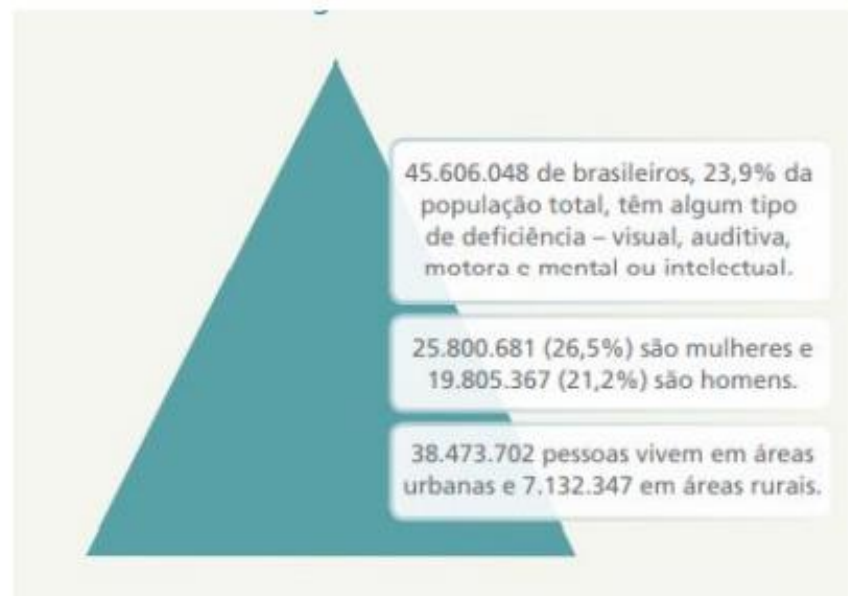 45.606.048 de brasileiros, 23,9% da
população total, têm algum tipo
de deficiência – visual, auditiva,
motora e mental ou intelectual.
25.800.681 (26,5%) são mulheres e
19.805.367 (21,2%) são homens.
38.473.702 pessoas vivem em áreas
urbanas e 7.132.347 em áreas rurais.